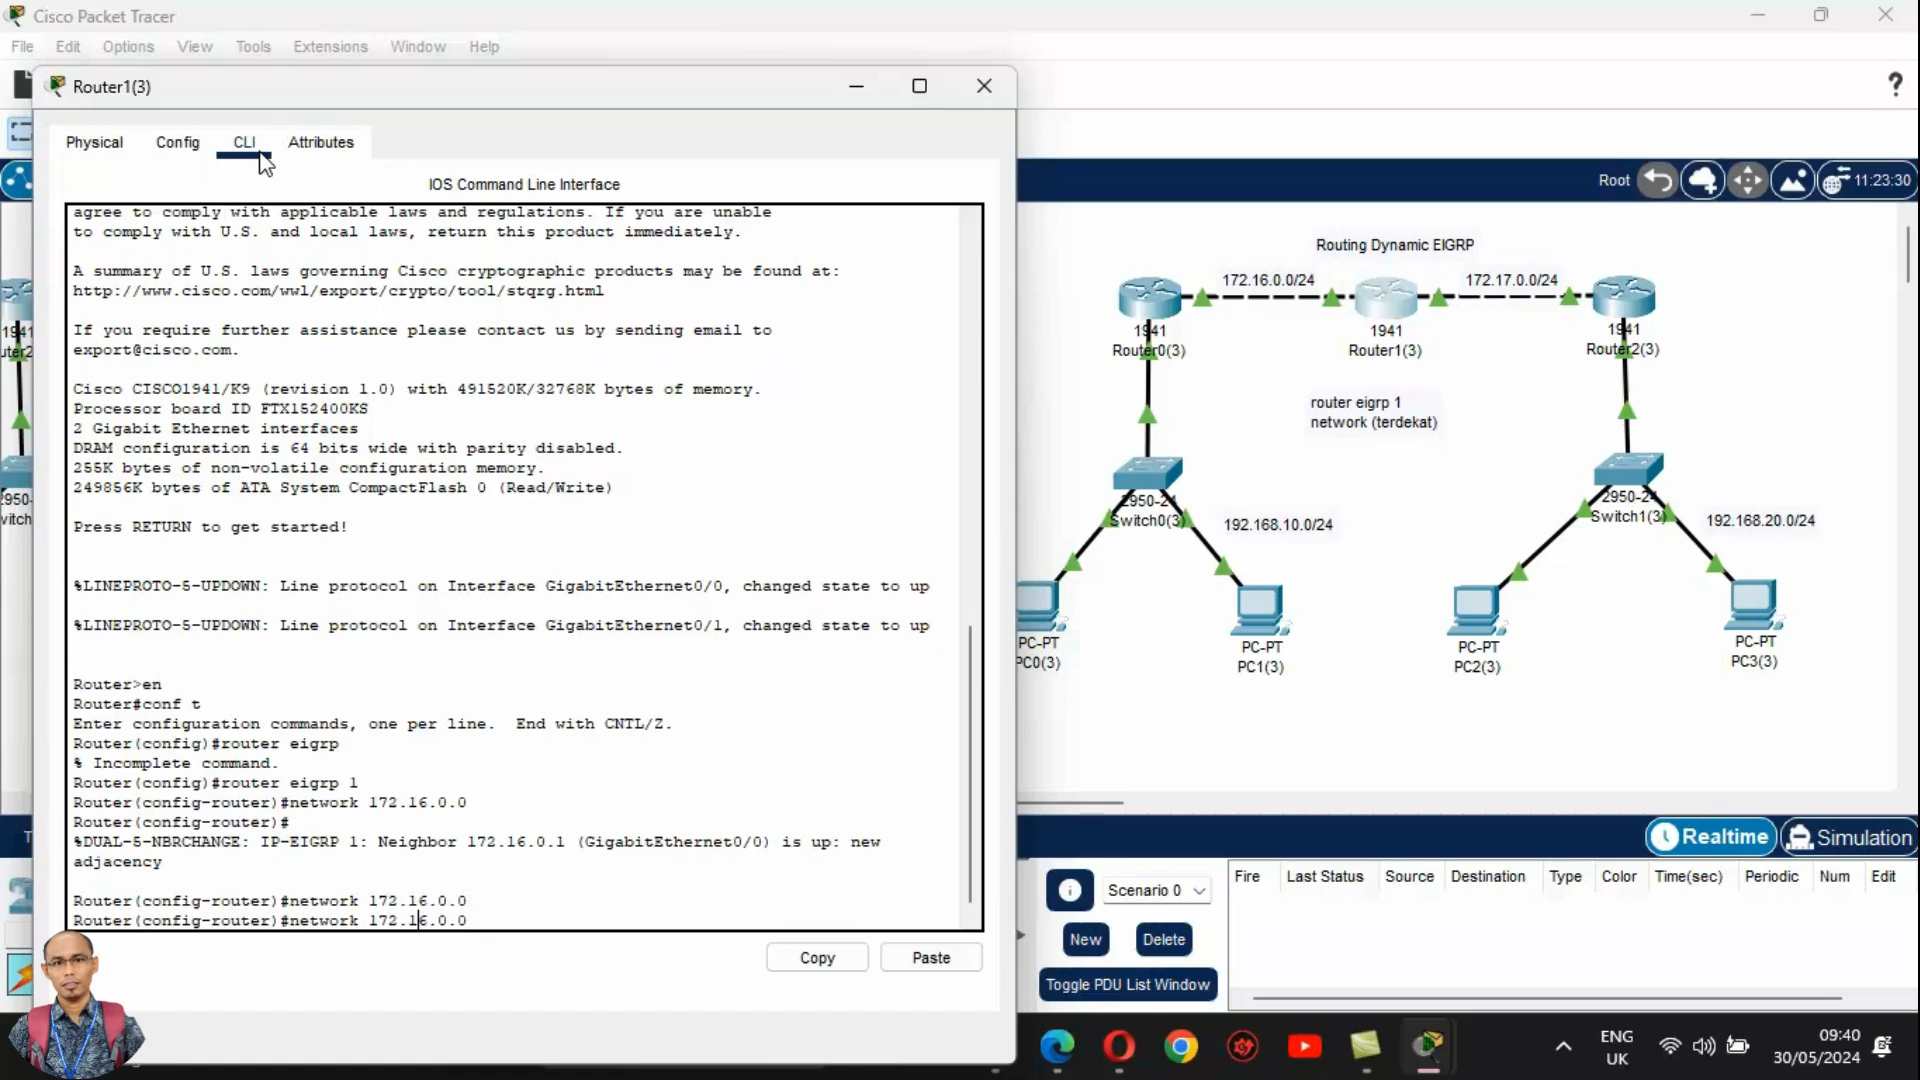 Cisco Packet Tracer
File Edit Options View Tools Extensions Window Help
Router1(3)
Physical Config CLI Attributes
IOS Command Line Interface
agree to comply with applicable laws and regulations. If you are unable
to comply with U.S. and local laws, return this product immediately.
A summary of U.S. laws governing Cisco cryptographic products may be found at:
http://www.cisco.com/wwl/export/crypto/tool/stqrg.html
If you require further assistance please contact us by sending email to
export@cisco.com.
Cisco CISCO1941/K9 (revision 1.0) with 491520K/32768K bytes of memory.
Processor board ID FTX152400KS
2 Gigabit Ethernet interfaces
DRAM configuration is 64 bits wide with parity disabled.
255K bytes of non-volatile configuration memory.
249856K bytes of ATA System CompactFlash 0 (Read/Write)
Press RETURN to get started!
%LINEPROTO-5-UPDOWN: Line protocol on Interface GigabitEthernet0/0, changed state to up
%LINEPROTO-5-UPDOWN: Line protocol on Interface GigabitEthernet0/1, changed state to up
Router>en
Router#conf t
Enter configuration commands, one per line. End with CNTL/Z.
Router(config)#router eigrp
% Incomplete command.
Router(config)#router eigrp 1
Router(config-router)#network 172.16.0.0
Router(config-router)#
%DUAL-5-NBRCHANGE: IP-EIGRP 1: Neighbor 172.16.0.1 (GigabitEthernet0/0) is up: new
adjacency
Router(config-router)#network 172.16.0.0
Router(config-router)#network 172.16.0.0
Copy Paste
Root 11:23:30
Routing Dynamic EIGRP
172.16.0.0/24 172.17.0.0/24
1941 1941 1941
Router0(3) Router1(3) Router2(3)
router eigrp 1
network (terdekat)
2950-24
Switch0(3)
2950-24
Switch1(3)
192.168.10.0/24 192.168.20.0/24
PC-PT
PC0(3)
PC-PT
PC1(3)
PC-PT
PC2(3)
PC-PT
PC3(3)
Realtime Simulation
Scenario 0
New Delete
Toggle PDU List Window
Fire Last Status Source Destination Type Color Time(sec) Periodic Num Edit
ENG
UK
09:40
30/05/2024